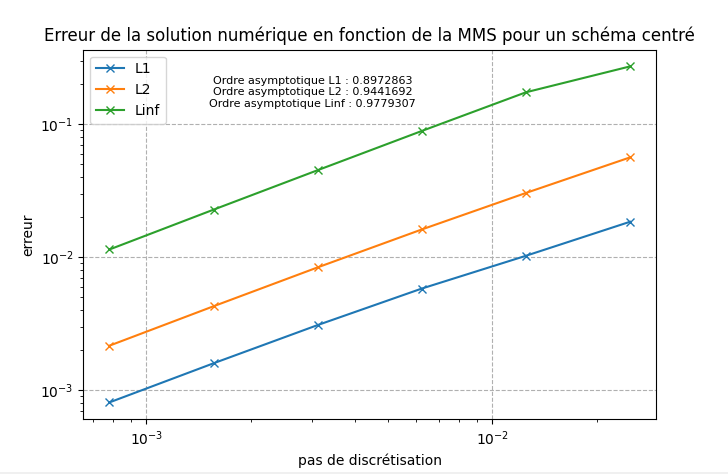 Erreur de la solution numérique en fonction de la MMS pour un schéma centré
L1
L2
Linf
Ordre asymptotique L1 : 0.8972863
Ordre asymptotique L2 : 0.9441692
Ordre asymptotique Linf : 0.9779307
10⁻¹
10⁻²
10⁻³
erreur
10⁻³
10⁻²
pas de discrétisation